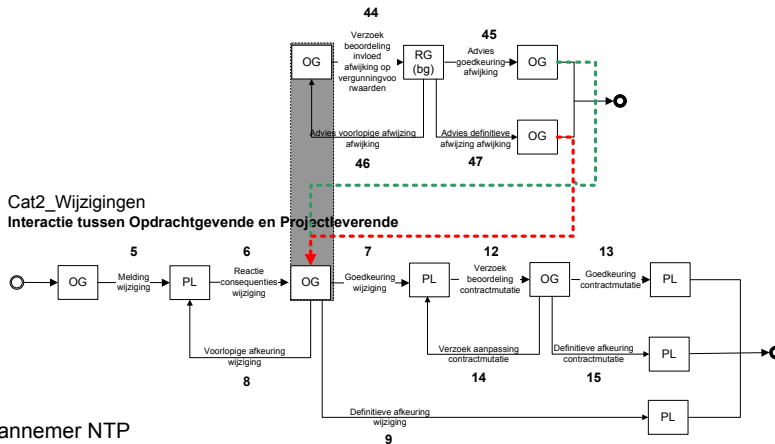 44
Verzoek
beoordeling
invloed
afwijking op
vergunningvoo
rwaarden
45
Advies
goedkeuring
afwijking
OG
RG
(bg)
OG
Advies voorlopige afwijzing
afwijking
46
Advies definitieve
afwijzing afwijking
47
OG
Cat2_Wijzigingen
Interactie tussen Opdrachtgevende en Projectleverende
5
Melding
wijziging
6
Reactie
consequenties
wijziging
7
Goedkeuring
wijziging
12
Verzoek
beoordeling
contractmutatie
13
Goedkeuring
contractmutatie
OG
PL
OG
PL
OG
PL
Voorlopige afkeuring
wijziging
8
Verzoek aanpassing
contractmutatie
14
Definitieve afkeuring
contractmutatie
15
PL
Definitieve afkeuring
wijziging
9
PL
annemer NTP